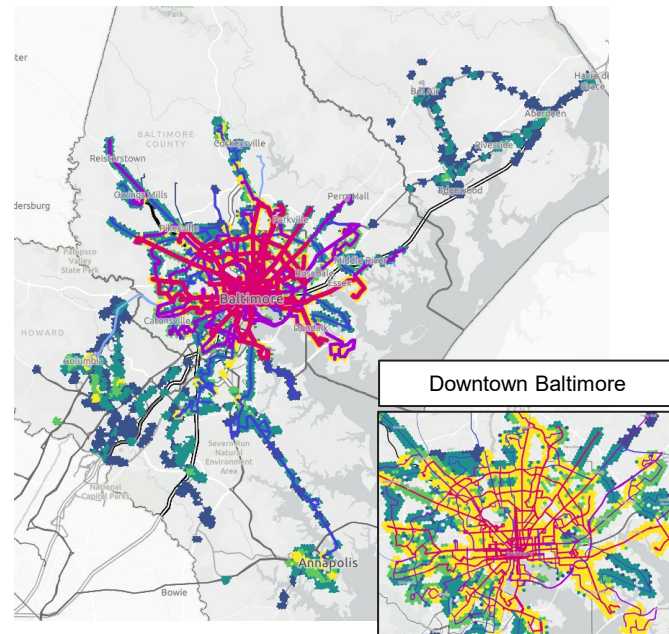 State Park
BALTIMORE
COUNTY
Cockeysville
Reisterstown
Owings Mills
dersburg
Pikesville
Parkville
Perry Hall
Bel Air
Havre de
Grace
Aberdeen
Riverside
Edgewood
Patapsco
Valley
State Park
Rosedale
Middle River
Essex
Baltimore
Catonsville
Dundalk
HOWARD
Columbia
Severn Run
Natural
Environment
Area
National
Capital Parks
Bowie
Annapolis
Downtown Baltimore